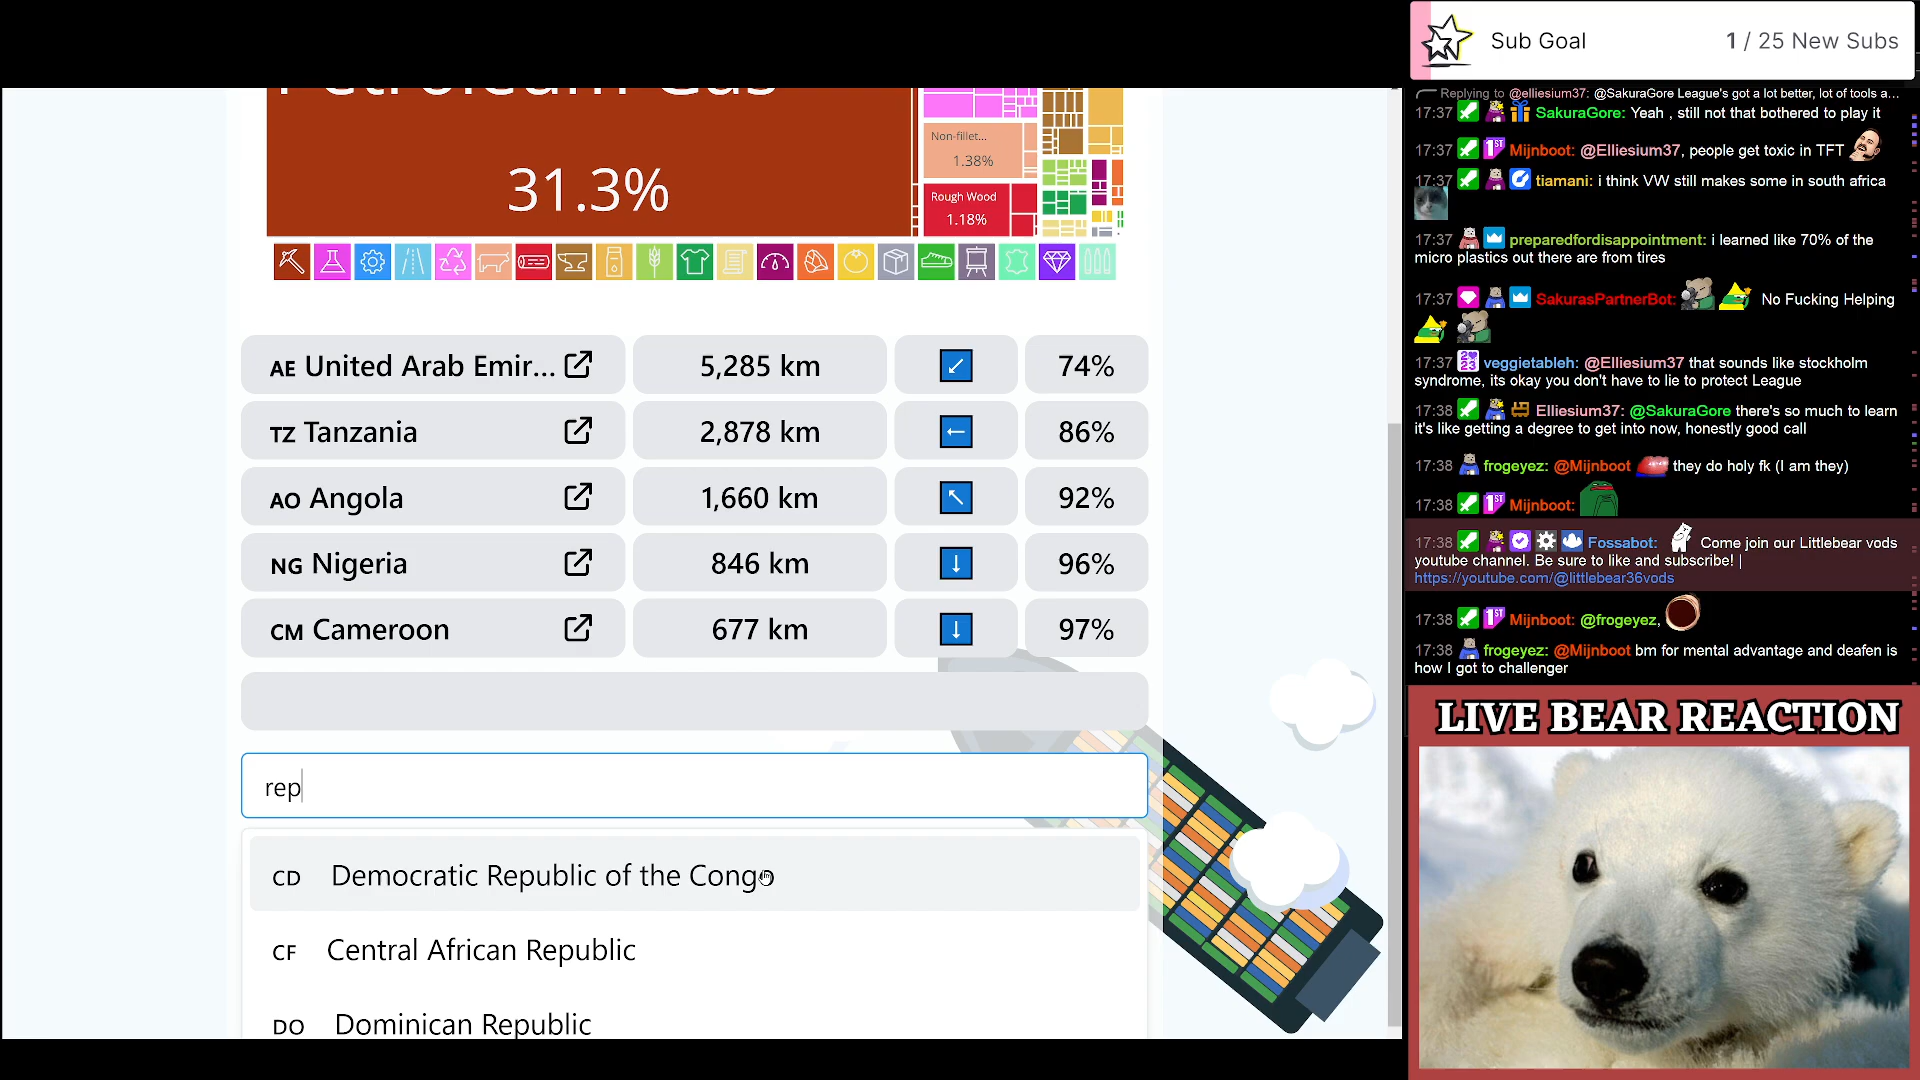 Petroleum Gas
31.3%
Non-fillet...
1.38%
Rough Wood
1.18%
AE United Arab Emir... 5,285 km 74%
TZ Tanzania 2,878 km 86%
AO Angola 1,660 km 92%
NG Nigeria 846 km 96%
CM Cameroon 677 km 97%
rep
CD Democratic Republic of the Congo
CF Central African Republic
DO Dominican Republic
Sub Goal 1 / 25 New Subs
Replying to @elliesium37: @SakuraGore League's got a lot better, lot of tools a...
17:37 SakuraGore: Yeah , still not that bothered to play it
17:37 1ST Mijnboot: @Elliesium37, people get toxic in TFT
17:37 tiamani: i think VW still makes some in south africa
17:37 preparedfordisappointment: i learned like 70% of the
micro plastics out there are from tires
17:37 SakurasPartnerBot: No Fucking Helping
17:37 veggietableh: @Elliesium37 that sounds like stockholm
syndrome, its okay you don't have to lie to protect League
17:38 Elliesium37: @SakuraGore there's so much to learn
it's like getting a degree to get into now, honestly good call
17:38 frogeyez: @Mijnboot they do holy fk (I am they)
17:38 1ST Mijnboot:
17:38 Fossabot: Come join our Littlebear vods
youtube channel. Be sure to like and subscribe! |
https://youtube.com/@littlebear36vods
17:38 1ST Mijnboot: @frogeyez,
17:38 frogeyez: @Mijnboot bm for mental advantage and deafen is
how I got to challenger
LIVE BEAR REACTION